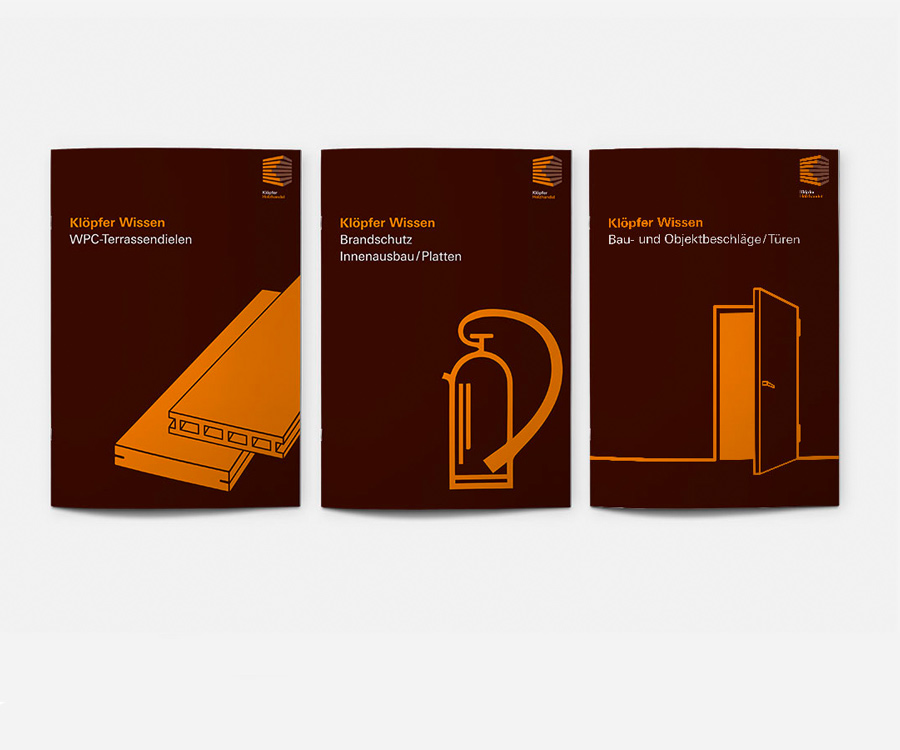 Klöpfer
Holzhandel
Klöpfer Wissen
WPC-Terrassendielen
Klöpfer
Holzhandel
Klöpfer Wissen
Brandschutz
Innenausbau/Platten
Klöpfer
Holzhandel
Klöpfer Wissen
Bau- und Objektbeschläge/Türen